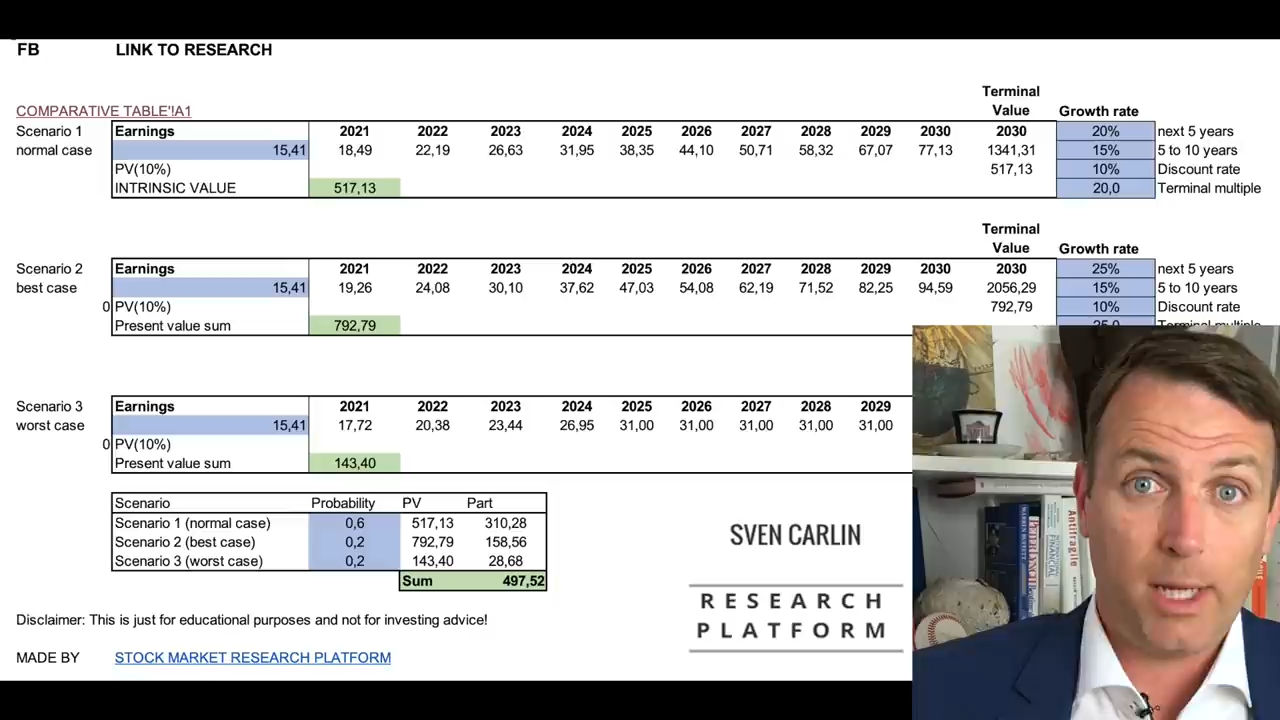 FB LINK TO RESEARCH
Terminal
Value Growth rate
COMPARATIVE TABLE'!A1
Scenario 1 Earnings 2021 2022 2023 2024 2025 2026 2027 2028 2029 2030 2030 20% next 5 years
normal case 15,41 18,49 22,19 26,63 31,95 38,35 44,10 50,71 58,32 67,07 77,13 1341,31 15% 5 to 10 years
PV(10%) 517,13 10% Discount rate
INTRINSIC VALUE 517,13 20,0 Terminal multiple
Terminal
Value Growth rate
Scenario 2 Earnings 2021 2022 2023 2024 2025 2026 2027 2028 2029 2030 2030 25% next 5 years
best case 15,41 19,26 24,08 30,10 37,62 47,03 54,08 62,19 71,52 82,25 94,59 2056,29 15% 5 to 10 years
0 PV(10%) 792,79 10% Discount rate
Present value sum 792,79 25,0 Terminal multiple
Scenario 3 Earnings 2021 2022 2023 2024 2025 2026 2027 2028 2029
worst case 15,41 17,72 20,38 23,44 26,95 31,00 31,00 31,00 31,00 31,00
0 PV(10%)
Present value sum 143,40
Scenario Probability PV Part
Scenario 1 (normal case) 0,6 517,13 310,28
Scenario 2 (best case) 0,2 792,79 158,56
Scenario 3 (worst case) 0,2 143,40 28,68
Sum 497,52
Disclaimer: This is just for educational purposes and not for investing advice!
MADE BY STOCK MARKET RESEARCH PLATFORM
SVEN CARLIN
RESEARCH
PLATFORM
Antifragile